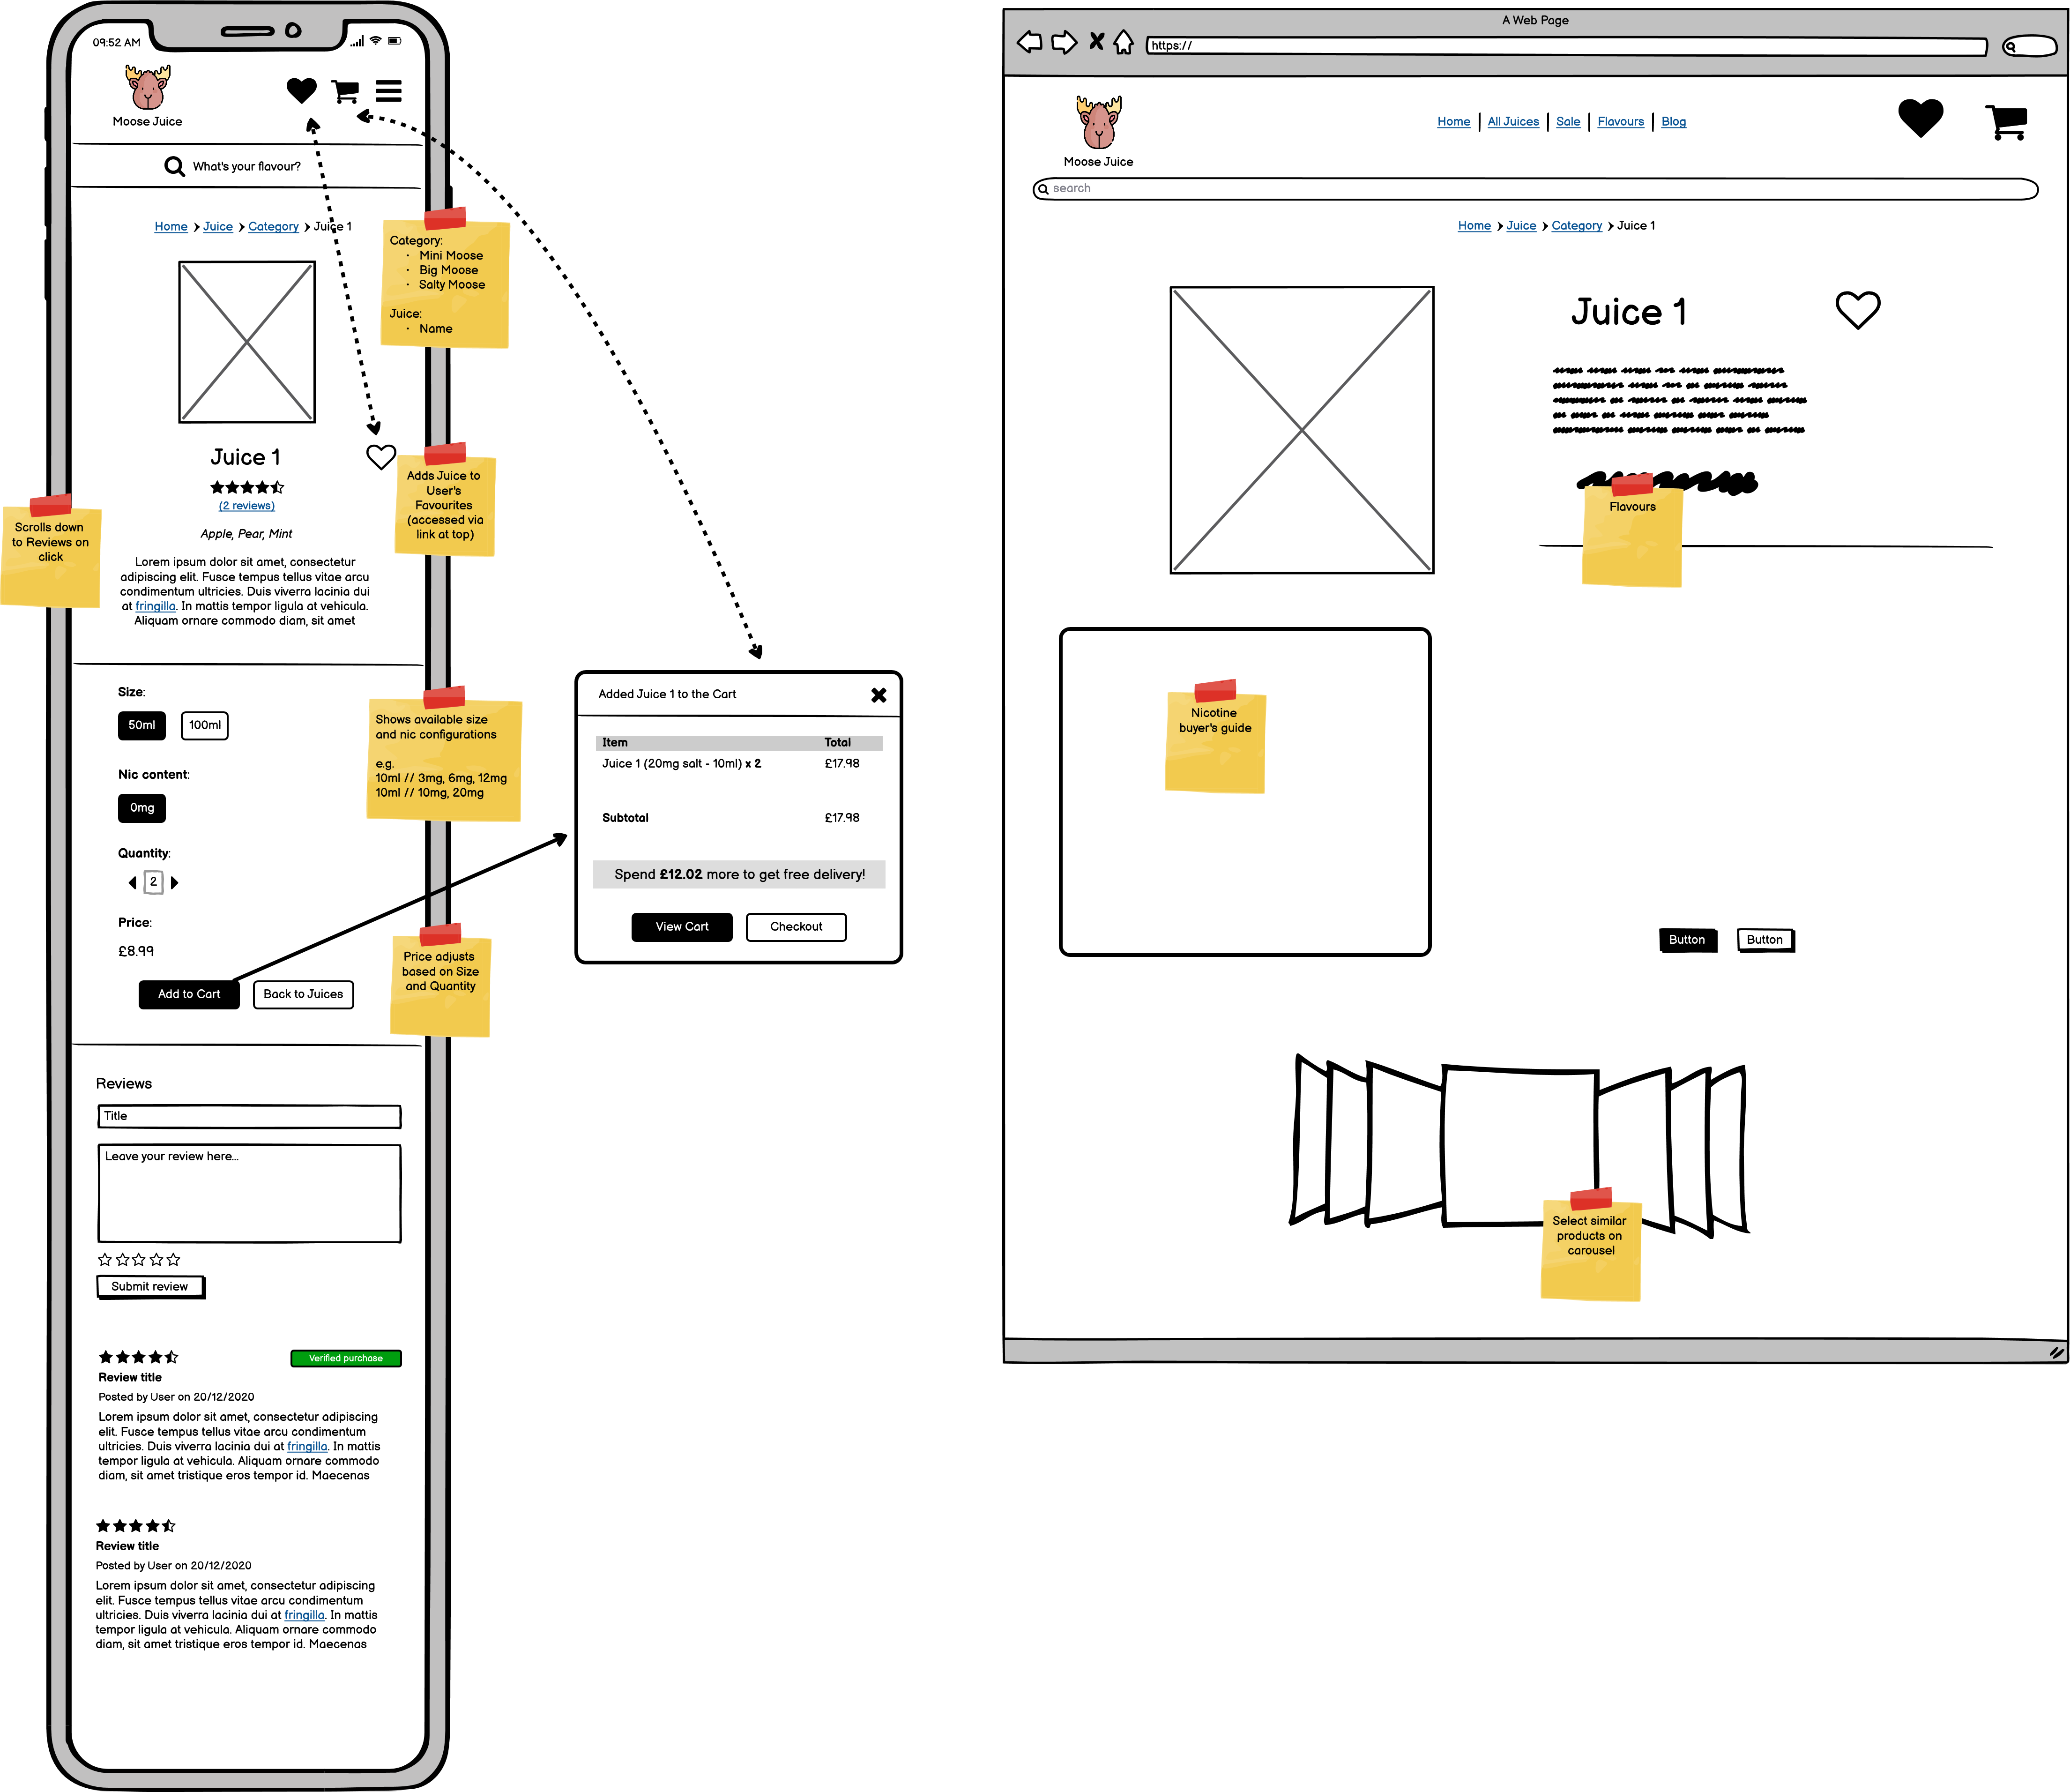 09:52 AM
Moose Juice
What's your flavour?
Home > Juice > Category > Juice 1
Category:
· Mini Moose
· Big Moose
· Salty Moose
Juice:
· Name
Juice 1
(2 reviews)
Apple, Pear, Mint
Lorem ipsum dolor sit amet, consectetur
adipiscing elit. Fusce tempus tellus vitae arcu
condimentum ultricies. Duis viverra lacinia dui
at fringilla. In mattis tempor ligula at vehicula.
Aliquam ornare commodo diam, sit amet
Scrolls down
to Reviews on
click
Adds Juice to
User's
Favourites
(accessed via
link at top)
Size:
50ml 100ml
Nic content:
0mg
Quantity:
2
Price:
£8.99
Add to Cart Back to Juices
Shows available size
and nic configurations
e.g.
10ml // 3mg, 6mg, 12mg
10ml // 10mg, 20mg
Price adjusts
based on Size
and Quantity
Reviews
Title
Leave your review here...
Submit review
Verified purchase
Review title
Posted by User on 20/12/2020
Lorem ipsum dolor sit amet, consectetur adipiscing
elit. Fusce tempus tellus vitae arcu condimentum
ultricies. Duis viverra lacinia dui at fringilla. In mattis
tempor ligula at vehicula. Aliquam ornare commodo
diam, sit amet tristique eros tempor id. Maecenas
Review title
Posted by User on 20/12/2020
Lorem ipsum dolor sit amet, consectetur adipiscing
elit. Fusce tempus tellus vitae arcu condimentum
ultricies. Duis viverra lacinia dui at fringilla. In mattis
tempor ligula at vehicula. Aliquam ornare commodo
diam, sit amet tristique eros tempor id. Maecenas
Added Juice 1 to the Cart
Item Total
Juice 1 (20mg salt - 10ml) x 2 £17.98
Subtotal £17.98
Spend £12.02 more to get free delivery!
View Cart Checkout
A Web Page
https://
Moose Juice
Home | All Juices | Sale | Flavours | Blog
search
Home > Juice > Category > Juice 1
Juice 1
Flavours
Nicotine
buyer's guide
Button Button
Select similar
products on
carousel